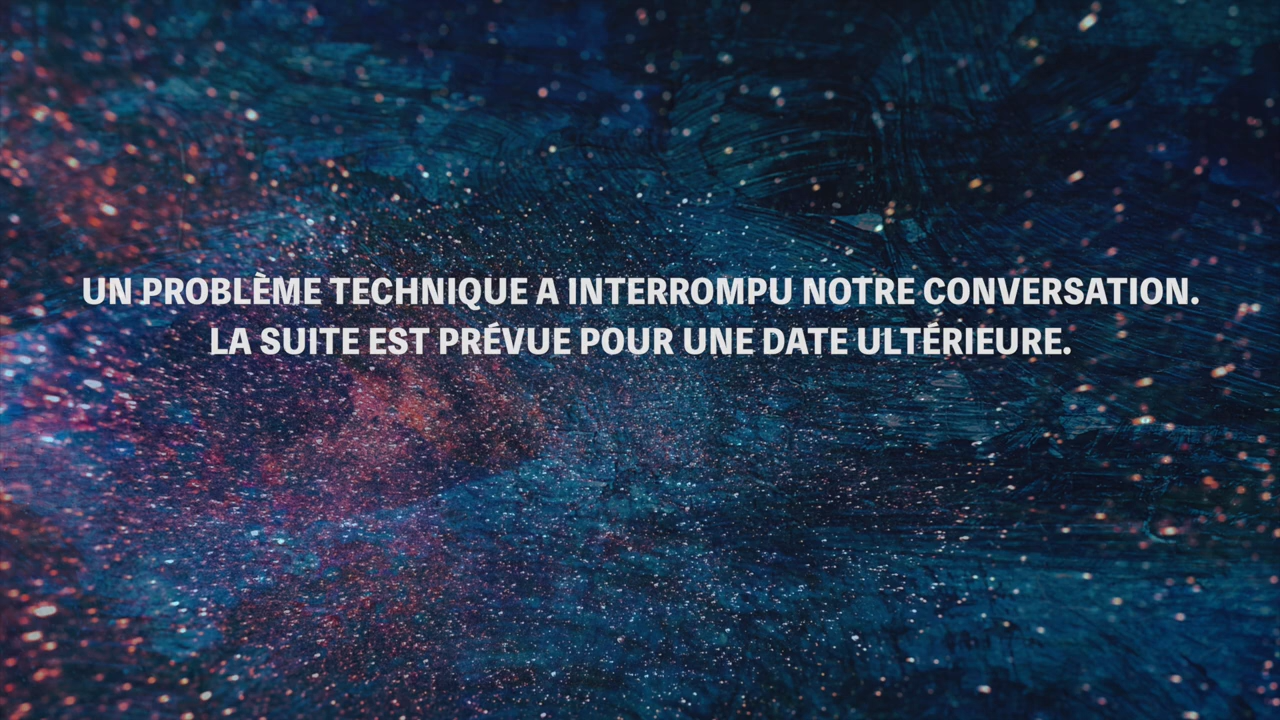 UN PROBLÈME TECHNIQUE A INTERROMPU NOTRE CONVERSATION.
LA SUITE EST PRÉVUE POUR UNE DATE ULTÉRIEURE.